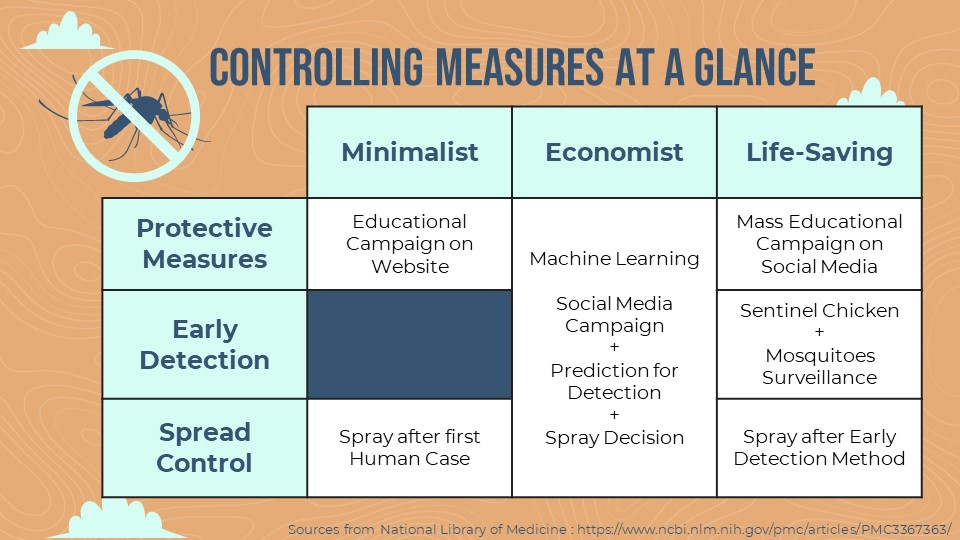 CONTROLLING MEASURES AT A GLANCE
Minimalist
Economist
Life-Saving
Protective
Measures
Educational
Campaign on
Website
Machine Learning
Social Media
Campaign
+
Prediction for
Detection
+
Spray Decision
Mass Educational
Campaign on
Social Media
Early
Detection
Sentinel Chicken
+
Mosquitoes
Surveillance
Spread
Control
Spray after first
Human Case
Spray after Early
Detection Method
Sources from National Library of Medicine : https://www.ncbi.nlm.nih.gov/pmc/articles/PMC3367363/